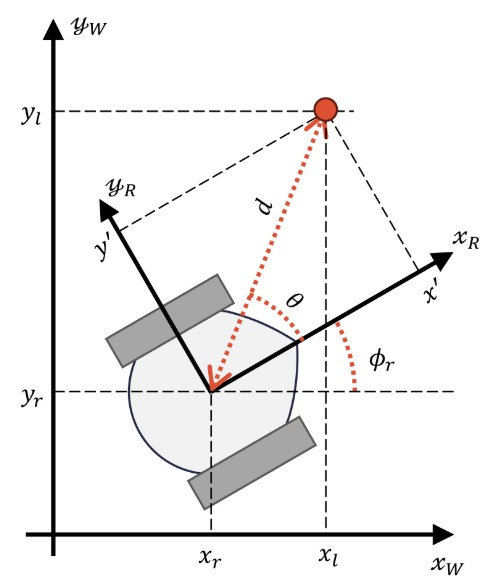 𝓎_W
y_l
𝓎_R
d
x_R
y′
θ
x′
ϕ_r
y_r
x_r
x_l
x_W